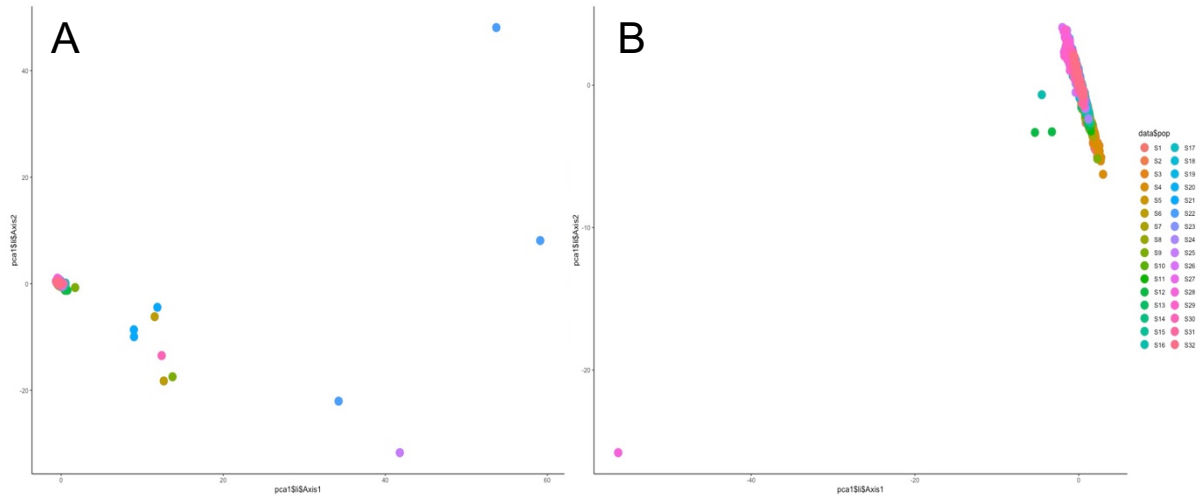 A
B
40
20
0
-20
0
20
40
60
pca1$li$Axis1
pca1$li$Axis2
0
-10
-20
-40
-20
0
pca1$li$Axis1
pca1$li$Axis2
data$pop
S1 S17
S2 S18
S3 S19
S4 S20
S5 S21
S6 S22
S7 S23
S8 S24
S9 S25
S10 S26
S11 S27
S12 S28
S13 S29
S14 S30
S15 S31
S16 S32